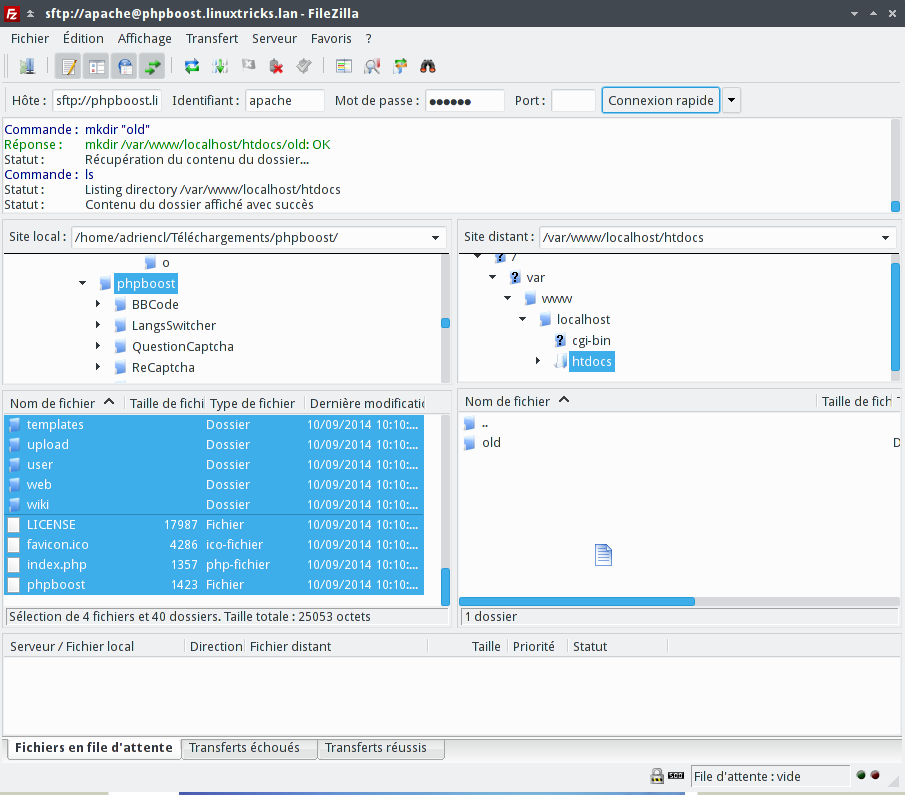 sftp://apache@phpboost.linuxtricks.lan - FileZilla
Fichier Édition Affichage Transfert Serveur Favoris ?
Hôte : sftp://phpboost.li Identifiant : apache Mot de passe : ●●●●●● Port : Connexion rapide
Commande : mkdir "old"
Réponse : mkdir /var/www/localhost/htdocs/old: OK
Statut : Récupération du contenu du dossier...
Commande : ls
Statut : Listing directory /var/www/localhost/htdocs
Statut : Contenu du dossier affiché avec succès
Site local : /home/adriencl/Téléchargements/phpboost/
o
phpboost
BBCode
LangsSwitcher
QuestionCaptcha
ReCaptcha
Site distant : /var/www/localhost/htdocs
/
var
www
localhost
cgi-bin
htdocs
Nom de fichier Taille de fichi Type de fichier Dernière modificati
templates Dossier 10/09/2014 10:10:...
upload Dossier 10/09/2014 10:10:...
user Dossier 10/09/2014 10:10:...
web Dossier 10/09/2014 10:10:...
wiki Dossier 10/09/2014 10:10:...
LICENSE 17987 Fichier 10/09/2014 10:10:...
favicon.ico 4286 ico-fichier 10/09/2014 10:10:...
index.php 1357 php-fichier 10/09/2014 10:10:...
phpboost 1423 Fichier 10/09/2014 10:10:...
Sélection de 4 fichiers et 40 dossiers. Taille totale : 25053 octets
Nom de fichier Taille de fich T
..
old D
1 dossier
Serveur / Fichier local Direction Fichier distant Taille Priorité Statut
Fichiers en file d'attente Transferts échoués Transferts réussis
File d'attente : vide